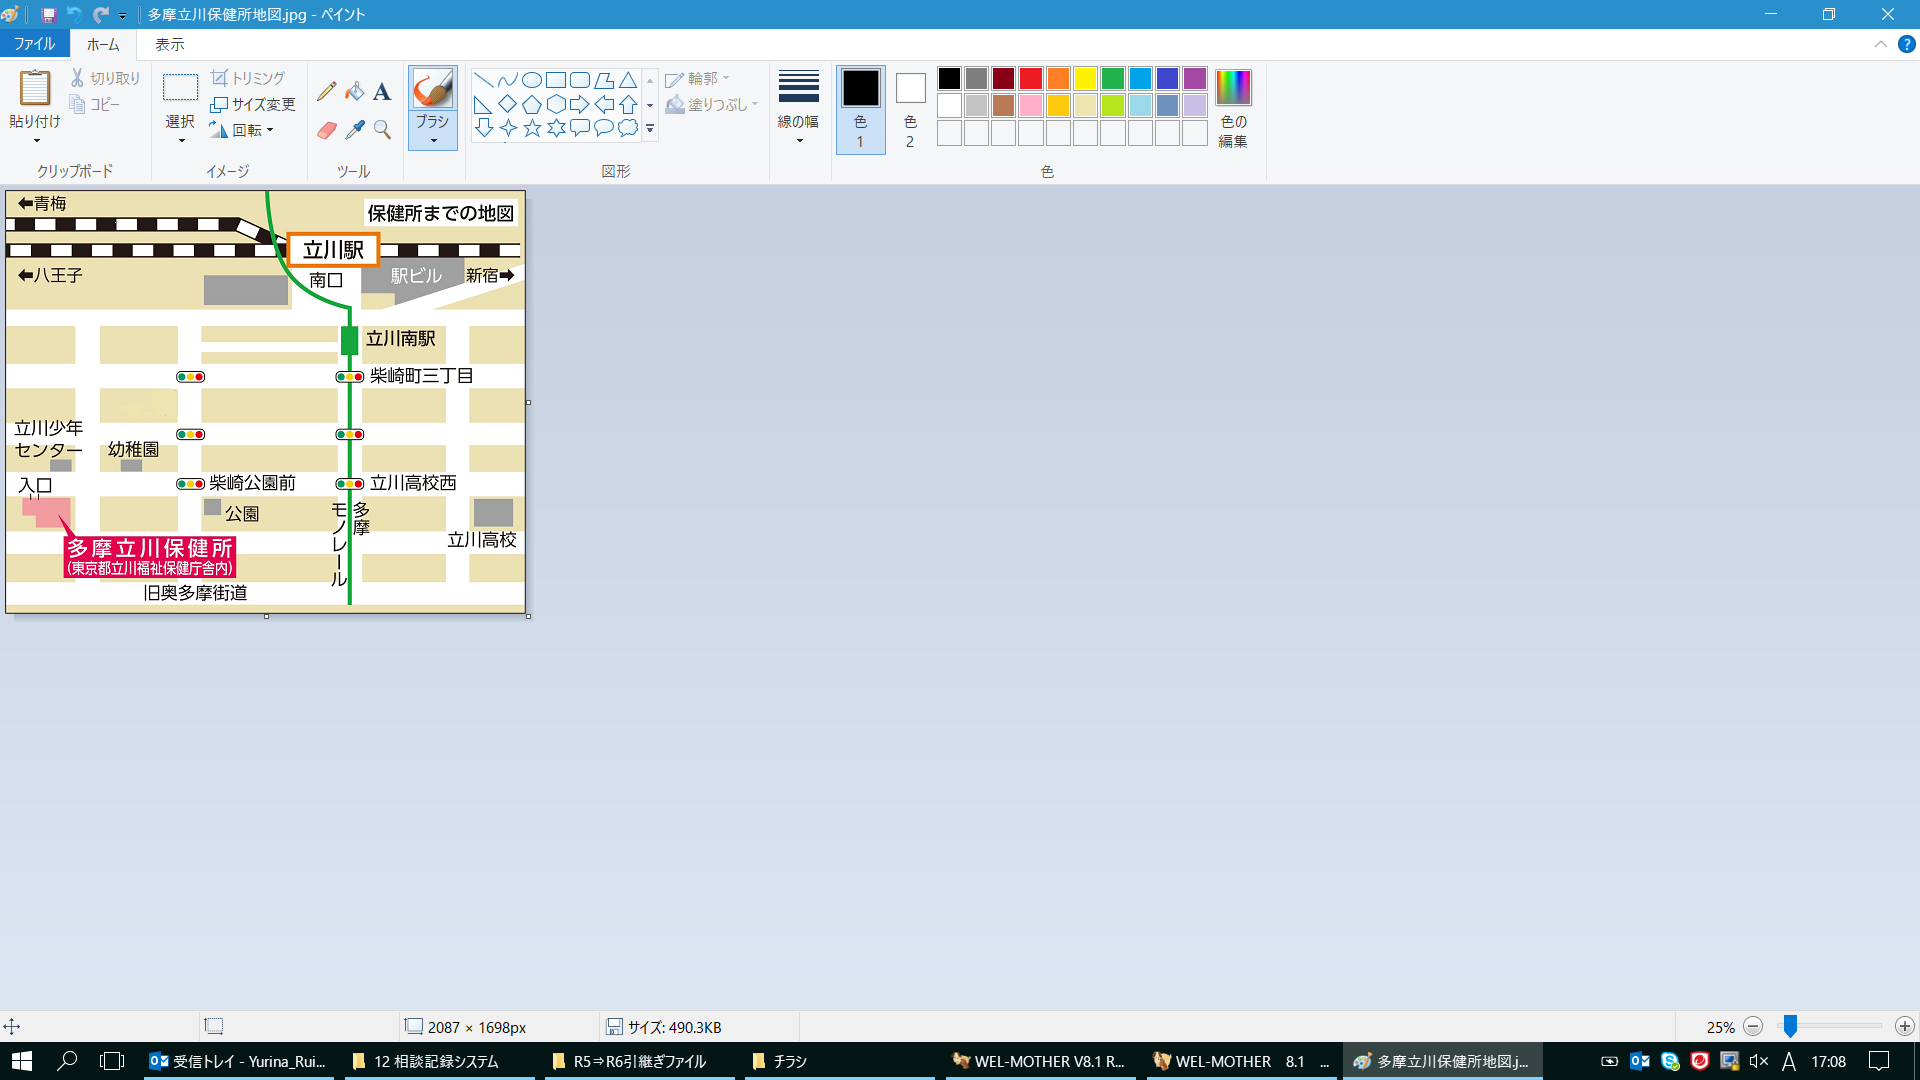 多摩立川保健所地図.jpg - ペイント
ファイル
ホーム
表示
貼り付け
切り取り
コピー
クリップボード
選択
トリミング
サイズ変更
回転
イメージ
A
ツール
ブラシ
図形
輪郭
塗りつぶし
線の幅
色
1
色
2
色の
編集
色
←青梅
保健所までの地図
立川駅
←八王子
南口
駅ビル
新宿→
立川南駅
柴崎町三丁目
立川少年
センター
幼稚園
入口
柴崎公園前
立川高校西
公園
多摩
モノレール
立川高校
多摩立川保健所
(東京都立川福祉保健庁舎内)
旧奥多摩街道
2087 × 1698px
サイズ: 490.3KB
25%
受信トレイ - Yurina_Rui...
12 相談記録システム
R5⇒R6引継ぎファイル
チラシ
WEL-MOTHER V8.1 R...
WEL-MOTHER 8.1 ...
多摩立川保健所地図.j...
A
17:08